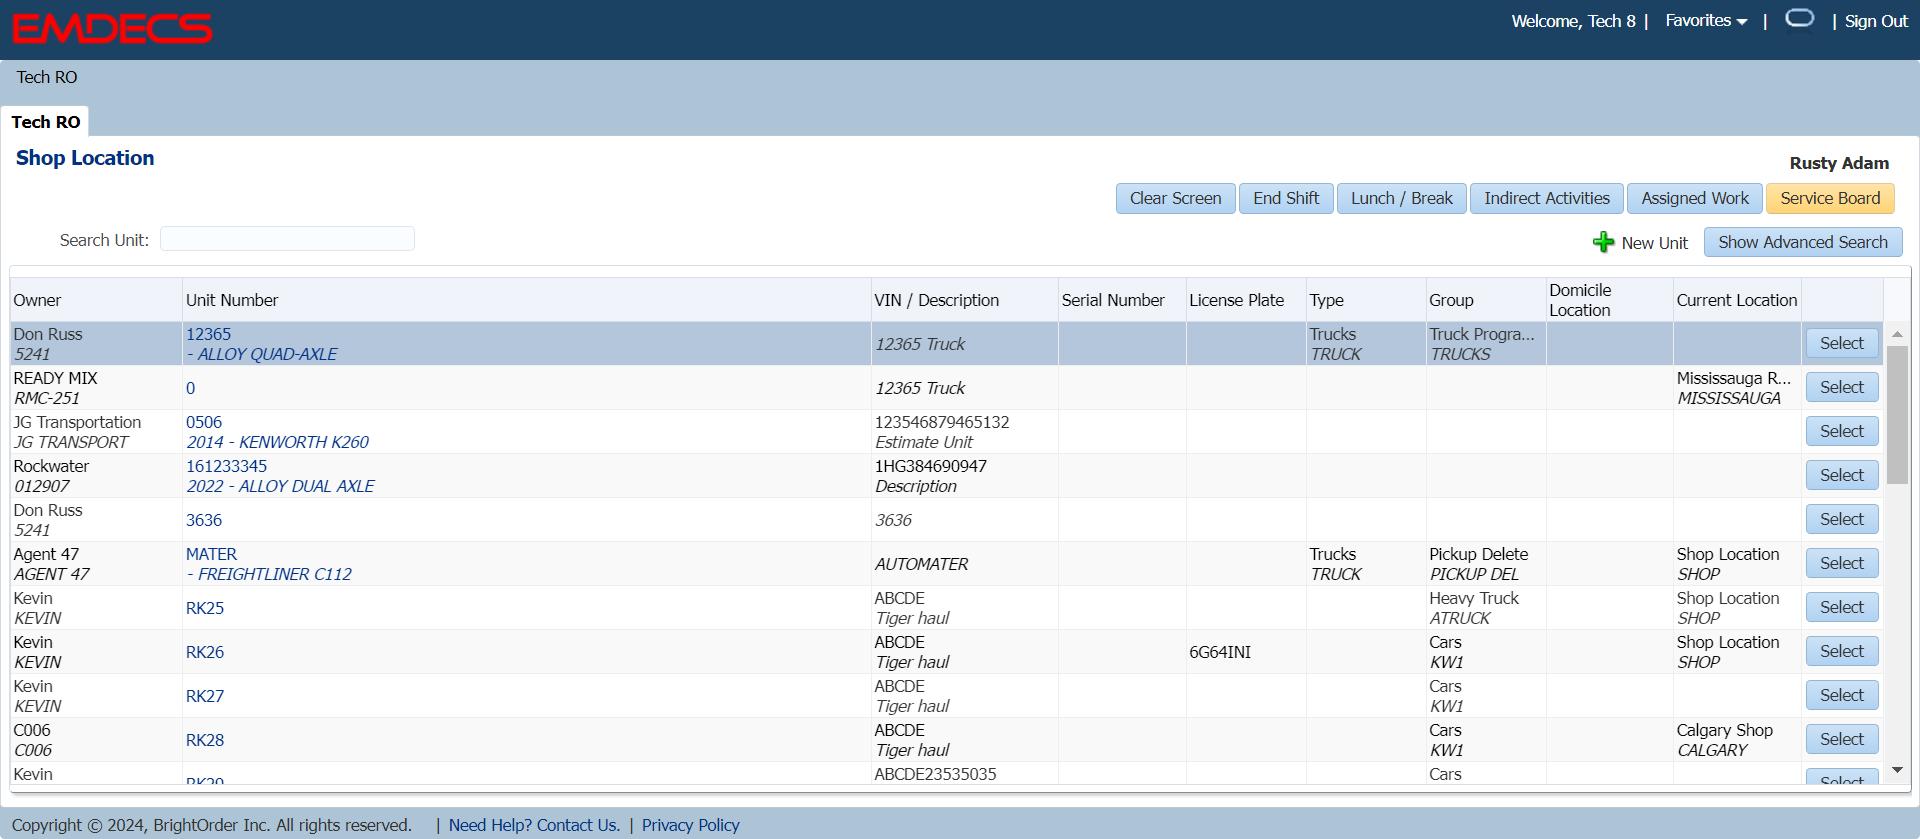 EMDECS
Welcome, Tech 8 | Favorites | | Sign Out
Tech RO
Tech RO
Shop Location
Rusty Adam
Clear Screen End Shift Lunch / Break Indirect Activities Assigned Work Service Board
Search Unit: New Unit Show Advanced Search
Owner Unit Number VIN / Description Serial Number License Plate Type Group Domicile Location Current Location
Don Russ 12365 Trucks Truck Progra...
5241 - ALLOY QUAD-AXLE 12365 Truck TRUCK TRUCKS Select
READY MIX Mississauga R...
RMC-251 0 12365 Truck MISSISSAUGA Select
JG Transportation 0506 123546879465132
JG TRANSPORT 2014 - KENWORTH K260 Estimate Unit Select
Rockwater 161233345 1HG384690947
012907 2022 - ALLOY DUAL AXLE Description Select
Don Russ
5241 3636 3636 Select
Agent 47 MATER Trucks Pickup Delete Shop Location
AGENT 47 - FREIGHTLINER C112 AUTOMATER TRUCK PICKUP DEL SHOP Select
Kevin ABCDE Heavy Truck Shop Location
KEVIN RK25 Tiger haul ATRUCK SHOP Select
Kevin ABCDE Cars Shop Location
KEVIN RK26 Tiger haul 6G64INI KW1 SHOP Select
Kevin ABCDE Cars
KEVIN RK27 Tiger haul KW1 Select
C006 ABCDE Cars Calgary Shop
C006 RK28 Tiger haul KW1 CALGARY Select
Kevin RK29 ABCDE23535035 Cars Select
Copyright © 2024, BrightOrder Inc. All rights reserved. | Need Help? Contact Us. | Privacy Policy